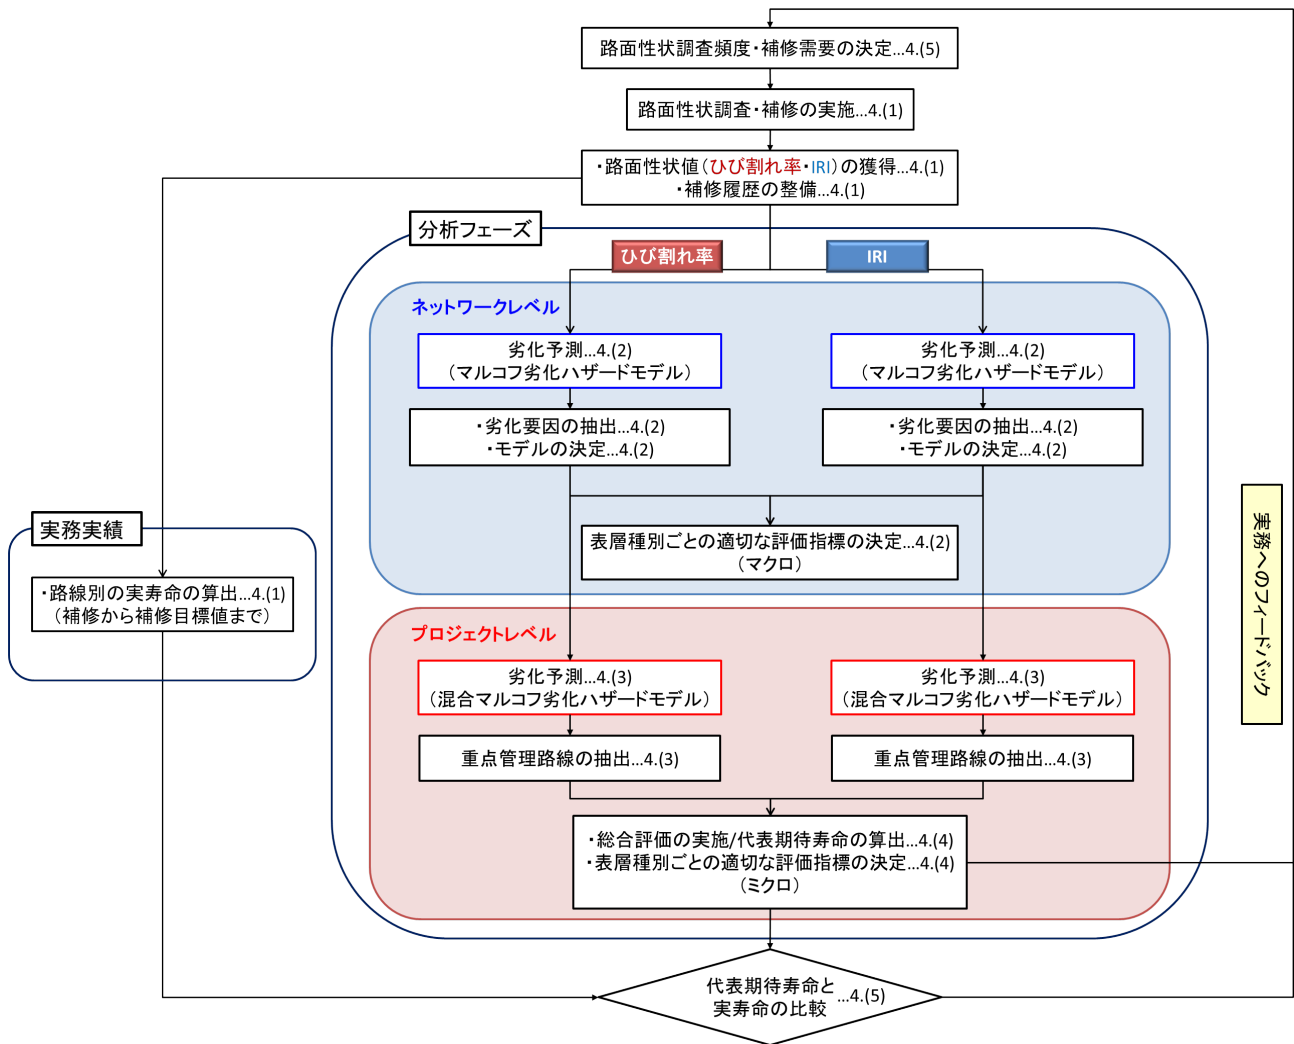 路面性状調査頻度・補修需要の決定…4.(5)
路面性状調査・補修の実施…4.(1)
・路面性状値(ひび割れ率・IRI)の獲得…4.(1)
・補修履歴の整備…4.(1)
分析フェーズ
ひび割れ率
IRI
ネットワークレベル
劣化予測…4.(2)
(マルコフ劣化ハザードモデル)
劣化予測…4.(2)
(マルコフ劣化ハザードモデル)
・劣化要因の抽出…4.(2)
・モデルの決定…4.(2)
・劣化要因の抽出…4.(2)
・モデルの決定…4.(2)
表層種別ごとの適切な評価指標の決定…4.(2)
(マクロ)
実務実績
・路線別の実寿命の算出…4.(1)
(補修から補修目標値まで)
実務へのフィードバック
プロジェクトレベル
劣化予測…4.(3)
(混合マルコフ劣化ハザードモデル)
劣化予測…4.(3)
(混合マルコフ劣化ハザードモデル)
重点管理路線の抽出…4.(3)
重点管理路線の抽出…4.(3)
・総合評価の実施/代表期待寿命の算出…4.(4)
・表層種別ごとの適切な評価指標の決定…4.(4)
(ミクロ)
代表期待寿命と
実寿命の比較
…4.(5)